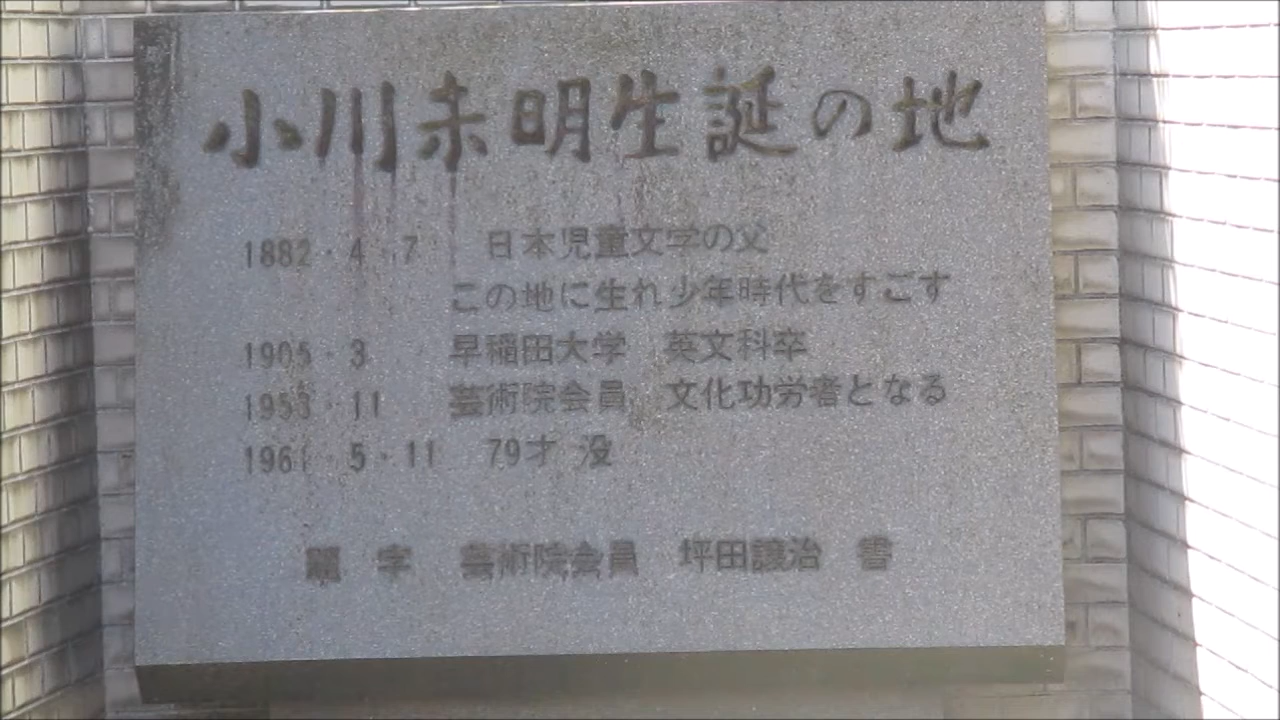 小川未明生誕の地
1882・4・7 日本児童文学の父
この地に生れ少年時代をすごす
1905・3 早稲田大学 英文科卒
1953・11 芸術院会員 文化功労者となる
1961・5・11 79才 没
題字 芸術院会員 坪田譲治 書